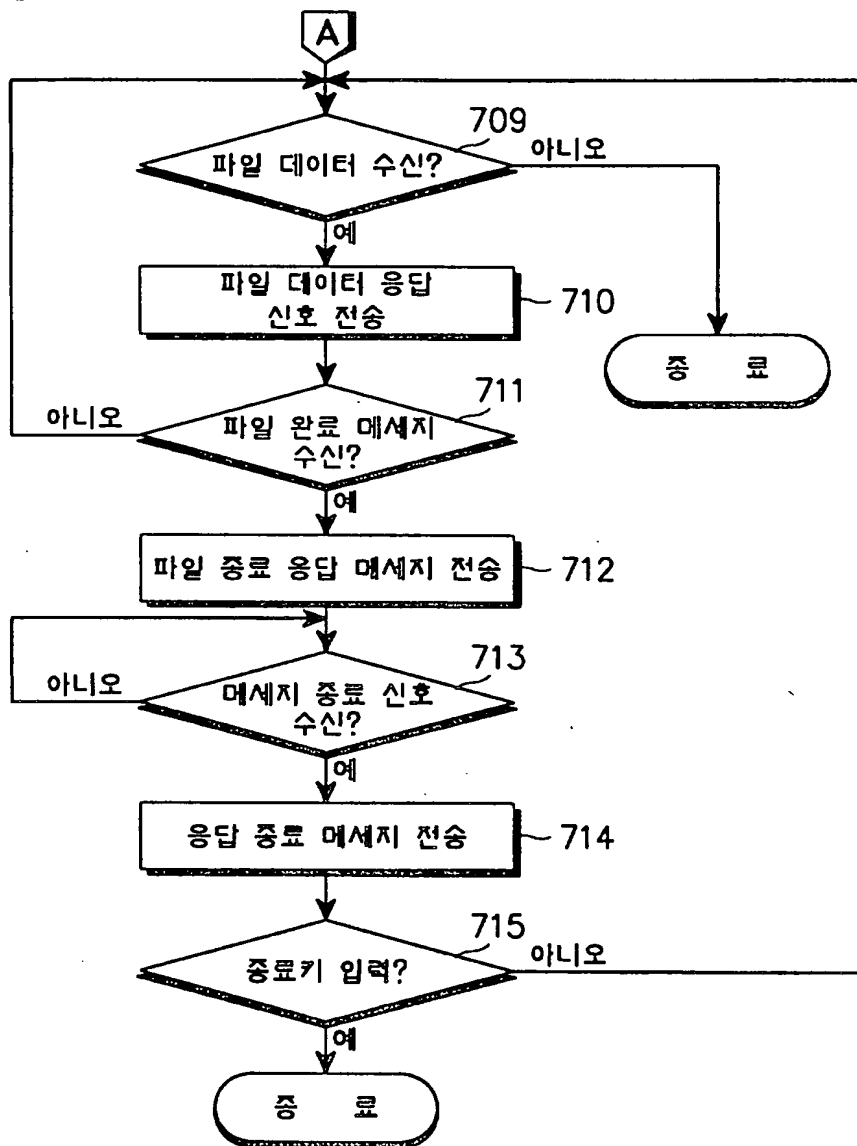 A
709
파일 데이터 수신?
아니오
예
파일 데이터 응답
신호 전송
710
종 료
711
아니오
파일 완료 메세지
수신?
예
파일 종료 응답 메세지 전송
712
713
아니오
메세지 종료 신호
수신?
예
응답 종료 메세지 전송
714
715
종료키 입력?
아니오
예
종 료